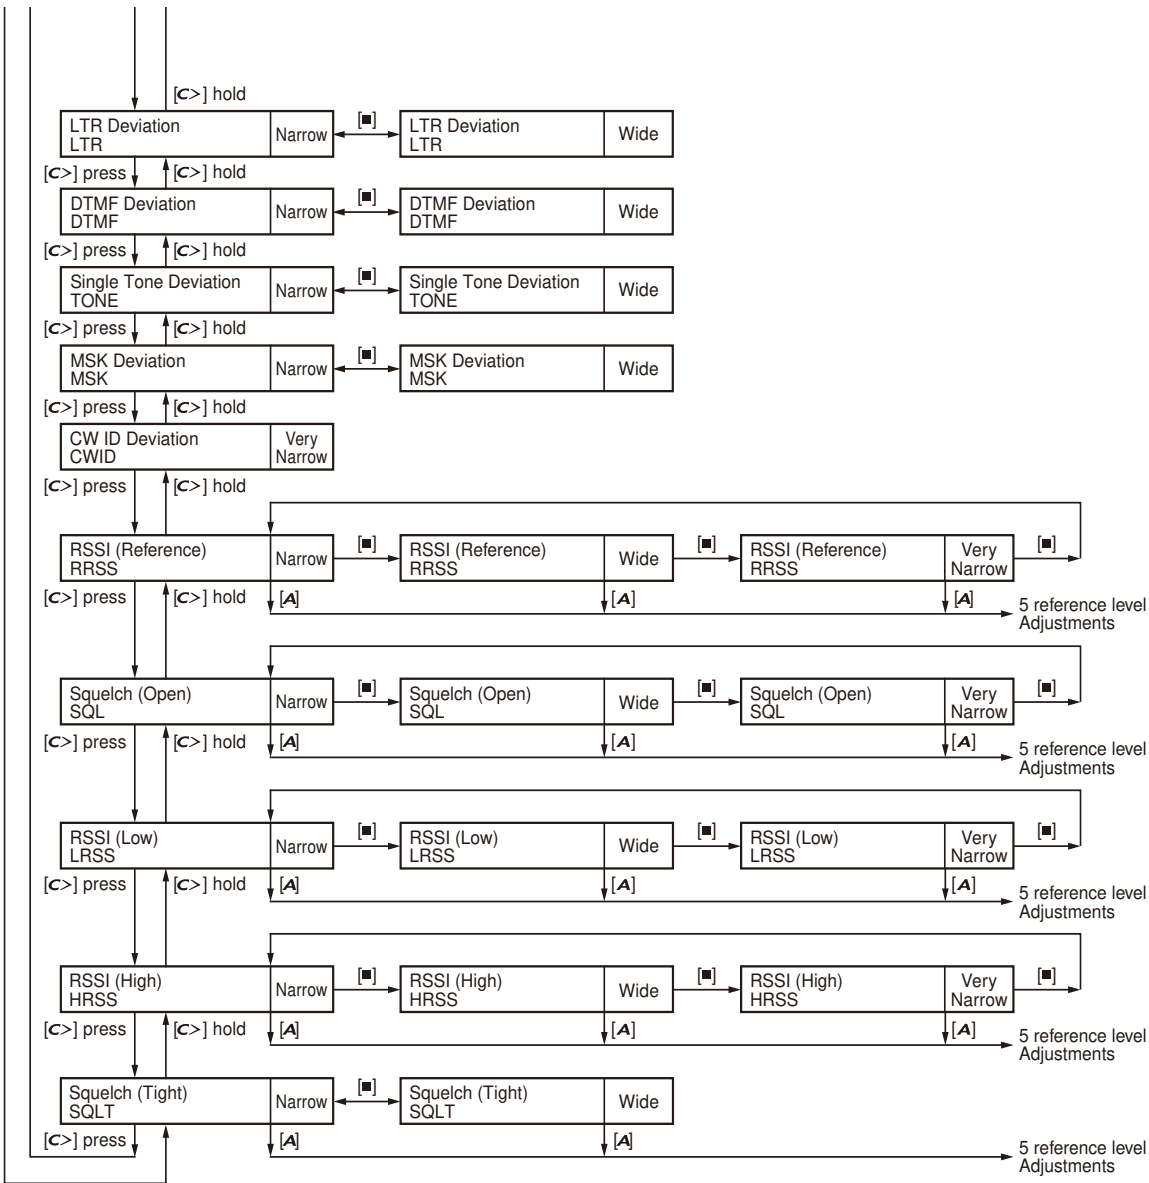 [C>] hold
LTR Deviation
LTR
Narrow
[■]
LTR Deviation
LTR
Wide
[C>] press
[C>] hold
DTMF Deviation
DTMF
Narrow
[■]
DTMF Deviation
DTMF
Wide
[C>] press
[C>] hold
Single Tone Deviation
TONE
Narrow
[■]
Single Tone Deviation
TONE
Wide
[C>] press
[C>] hold
MSK Deviation
MSK
Narrow
[■]
MSK Deviation
MSK
Wide
[C>] press
[C>] hold
CW ID Deviation
CWID
Very
Narrow
[C>] press
[C>] hold
RSSI (Reference)
RRSS
Narrow
[■]
RSSI (Reference)
RRSS
Wide
[■]
RSSI (Reference)
RRSS
Very
Narrow
[■]
[C>] press
[C>] hold
[A]
[A]
[A]
5 reference level
Adjustments
Squelch (Open)
SQL
Narrow
[■]
Squelch (Open)
SQL
Wide
[■]
Squelch (Open)
SQL
Very
Narrow
[■]
[C>] press
[C>] hold
[A]
[A]
[A]
5 reference level
Adjustments
RSSI (Low)
LRSS
Narrow
[■]
RSSI (Low)
LRSS
Wide
[■]
RSSI (Low)
LRSS
Very
Narrow
[■]
[C>] press
[C>] hold
[A]
[A]
[A]
5 reference level
Adjustments
RSSI (High)
HRSS
Narrow
[■]
RSSI (High)
HRSS
Wide
[■]
RSSI (High)
HRSS
Very
Narrow
[■]
[C>] press
[C>] hold
[A]
[A]
[A]
5 reference level
Adjustments
Squelch (Tight)
SQLT
Narrow
[■]
Squelch (Tight)
SQLT
Wide
[C>] press
[A]
[A]
5 reference level
Adjustments